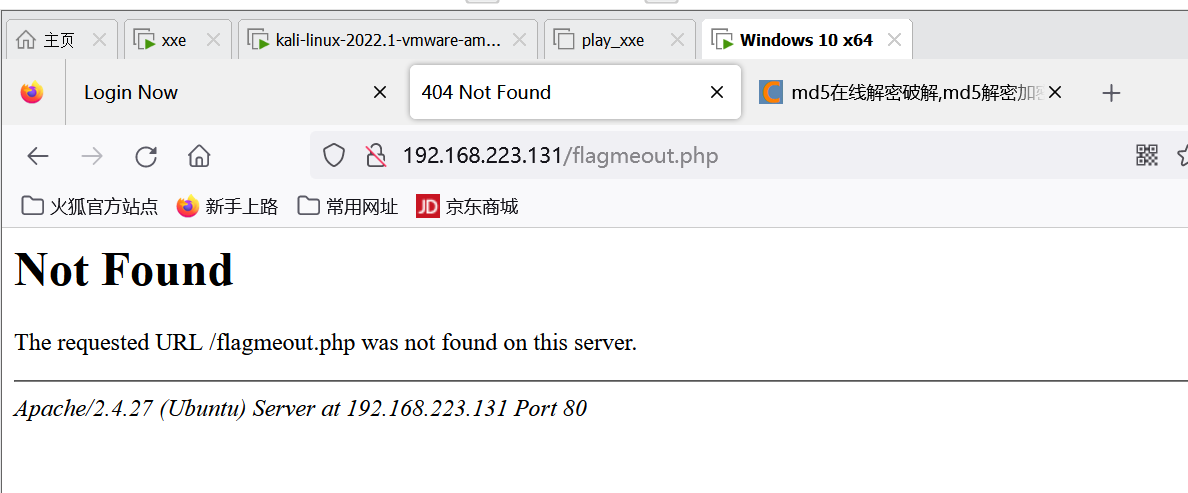 主页 xxe kali-linux-2022.1-vmware-am... play_xxe Windows 10 x64
Login Now 404 Not Found md5在线解密破解,md5解密加密
192.168.223.131/flagmeout.php
火狐官方站点 新手上路 常用网址 JD 京东商城
Not Found
The requested URL /flagmeout.php was not found on this server.
Apache/2.4.27 (Ubuntu) Server at 192.168.223.131 Port 80